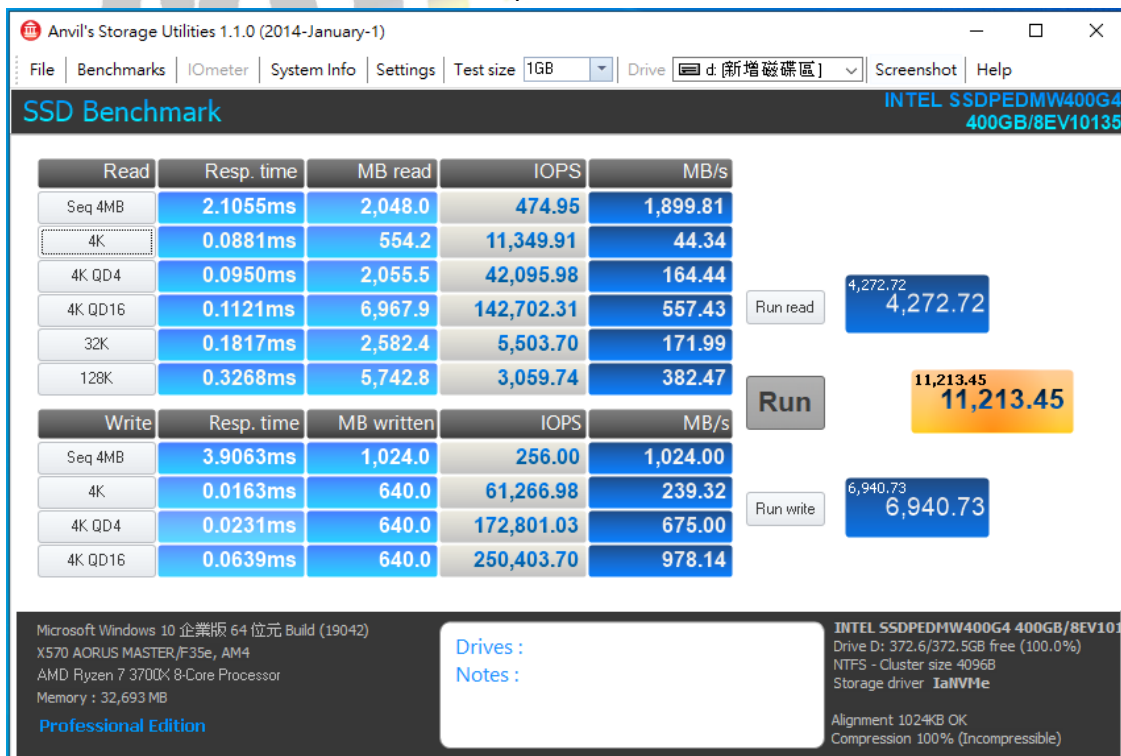 Anvil's Storage Utilities 1.1.0 (2014-January-1)
File Benchmarks IOmeter System Info Settings Test size 1GB Drive d: [新增磁碟區] Screenshot Help
SSD Benchmark
INTEL SSDPEDMW400G4
400GB/8EV10135
Read Resp. time MB read IOPS MB/s
Seq 4MB 2.1055ms 2,048.0 474.95 1,899.81
4K 0.0881ms 554.2 11,349.91 44.34
4K QD4 0.0950ms 2,055.5 42,095.98 164.44
4K QD16 0.1121ms 6,967.9 142,702.31 557.43
32K 0.1817ms 2,582.4 5,503.70 171.99
128K 0.3268ms 5,742.8 3,059.74 382.47
Run read
4,272.72
4,272.72
Run
11,213.45
11,213.45
Write Resp. time MB written IOPS MB/s
Seq 4MB 3.9063ms 1,024.0 256.00 1,024.00
4K 0.0163ms 640.0 61,266.98 239.32
4K QD4 0.0231ms 640.0 172,801.03 675.00
4K QD16 0.0639ms 640.0 250,403.70 978.14
Run write
6,940.73
6,940.73
Microsoft Windows 10 企業版 64 位元 Build (19042)
X570 AORUS MASTER/F35e, AM4
AMD Ryzen 7 3700X 8-Core Processor
Memory : 32,693 MB
Professional Edition
Drives :
Notes :
INTEL SSDPEDMW400G4 400GB/8EV101
Drive D: 372.6/372.5GB free (100.0%)
NTFS - Cluster size 4096B
Storage driver IaNVMe
Alignment 1024KB OK
Compression 100% (Incompressible)